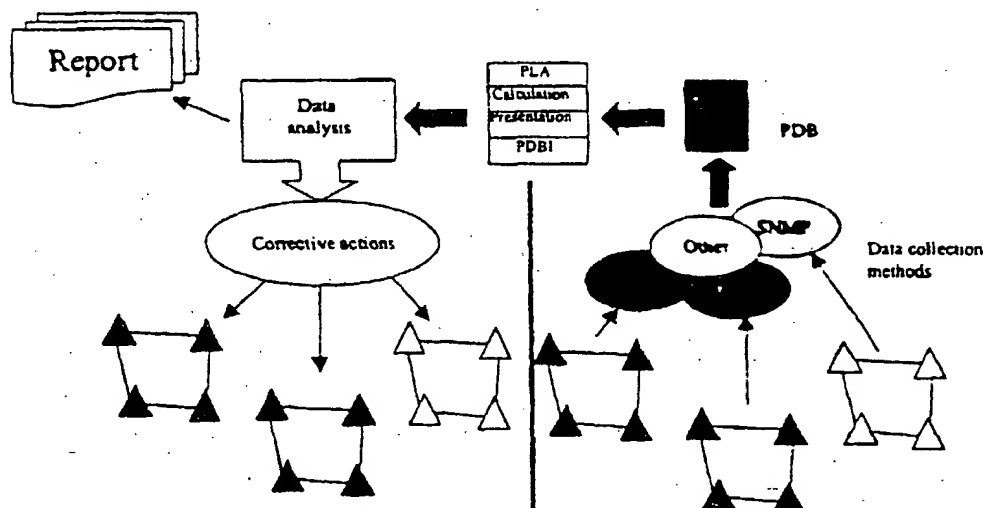 Report
Data
analysis
PLA
Calculation
Presentation
PDBI
PDB
Corrective actions
Other
SNMP
Data collection
methods